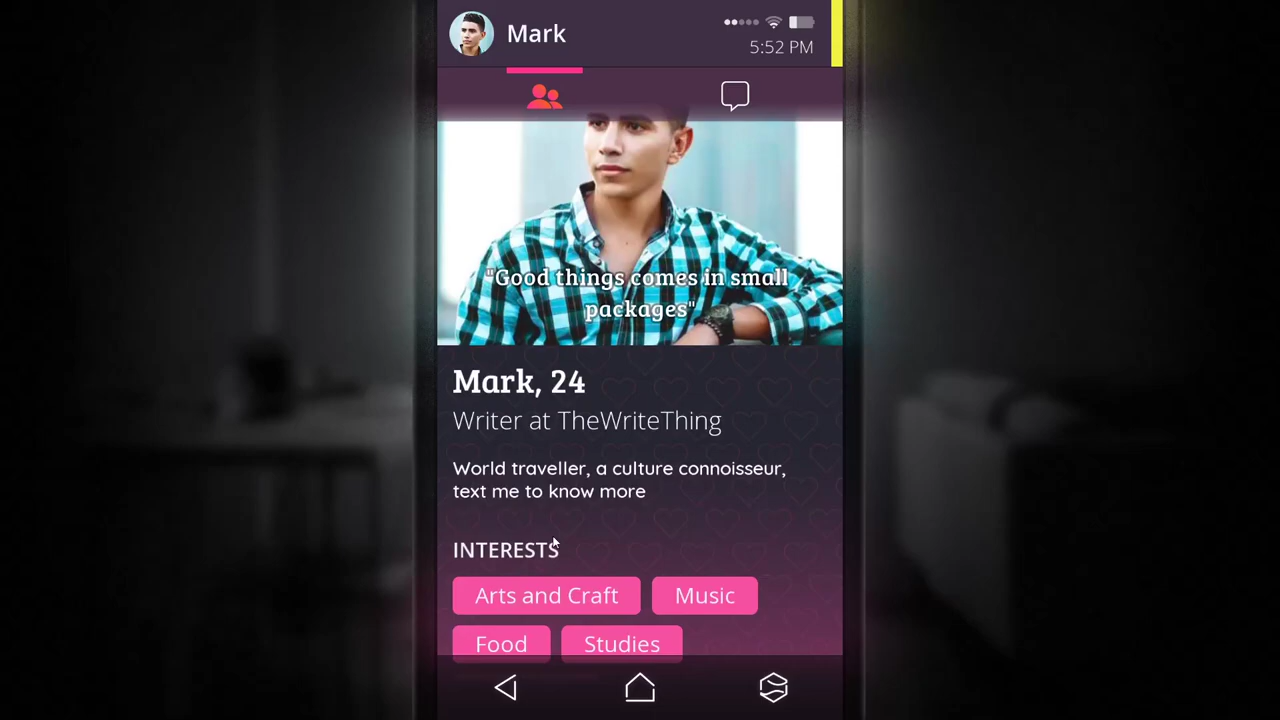 Mark
5:52 PM
"Good things comes in small
packages"
Mark, 24
Writer at TheWriteThing
World traveller, a culture connoisseur,
text me to know more
INTERESTS
Arts and Craft Music
Food Studies